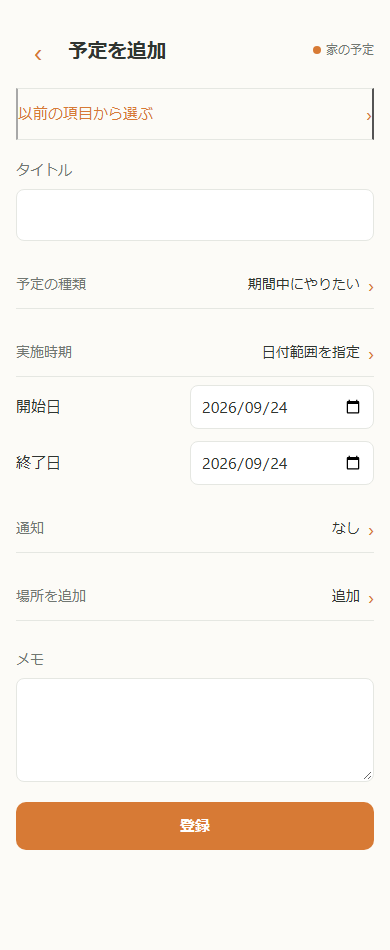 ‹ 予定を追加 家の予定
以前の項目から選ぶ ›
タイトル
予定の種類 期間中にやりたい ›
実施時期 日付範囲を指定 ›
開始日 2026/09/24
終了日 2026/09/24
通知 なし ›
場所を追加 追加 ›
メモ
登録